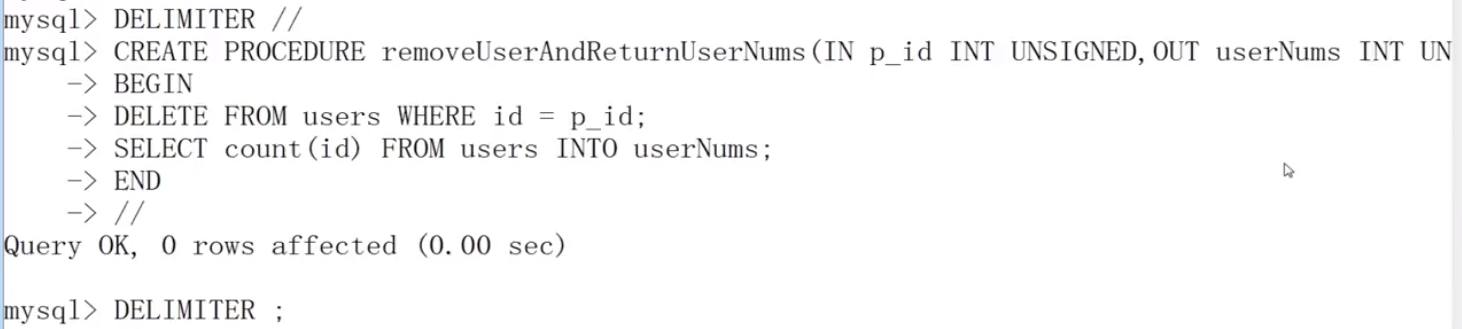 mysql> DELIMITER //
mysql> CREATE PROCEDURE removeUserAndReturnUserNums(IN p_id INT UNSIGNED,OUT userNums INT UN
-> BEGIN
-> DELETE FROM users WHERE id = p_id;
-> SELECT count(id) FROM users INTO userNums;
-> END
-> //
Query OK, 0 rows affected (0.00 sec)
mysql> DELIMITER ;